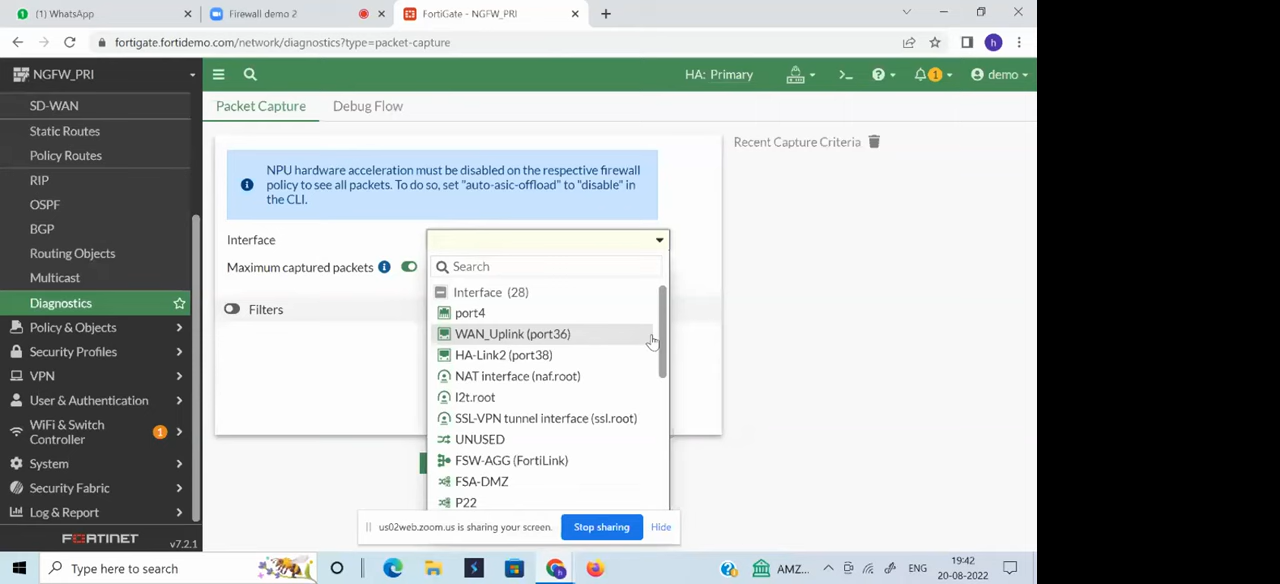 (1) WhatsApp
Firewall demo 2
FortiGate - NGFW_PRI
fortigate.fortidemo.com/network/diagnostics?type=packet-capture
h
NGFW_PRI
HA: Primary
1
demo
SD-WAN
Static Routes
Policy Routes
RIP
OSPF
BGP
Routing Objects
Multicast
Diagnostics
Policy & Objects
Security Profiles
VPN
User & Authentication
WiFi & Switch
Controller
1
System
Security Fabric
Log & Report
FORTINET
v7.2.1
Packet Capture
Debug Flow
NPU hardware acceleration must be disabled on the respective firewall
policy to see all packets. To do so, set "auto-asic-offload" to "disable" in
the CLI.
Interface
Maximum captured packets
Filters
Search
Interface (28)
port4
WAN_Uplink (port36)
HA-Link2 (port38)
NAT interface (naf.root)
l2t.root
SSL-VPN tunnel interface (ssl.root)
UNUSED
FSW-AGG (FortiLink)
FSA-DMZ
P22
Recent Capture Criteria
us02web.zoom.us is sharing your screen.
Stop sharing
Hide
Type here to search
AMZ...
ENG
19:42
20-08-2022